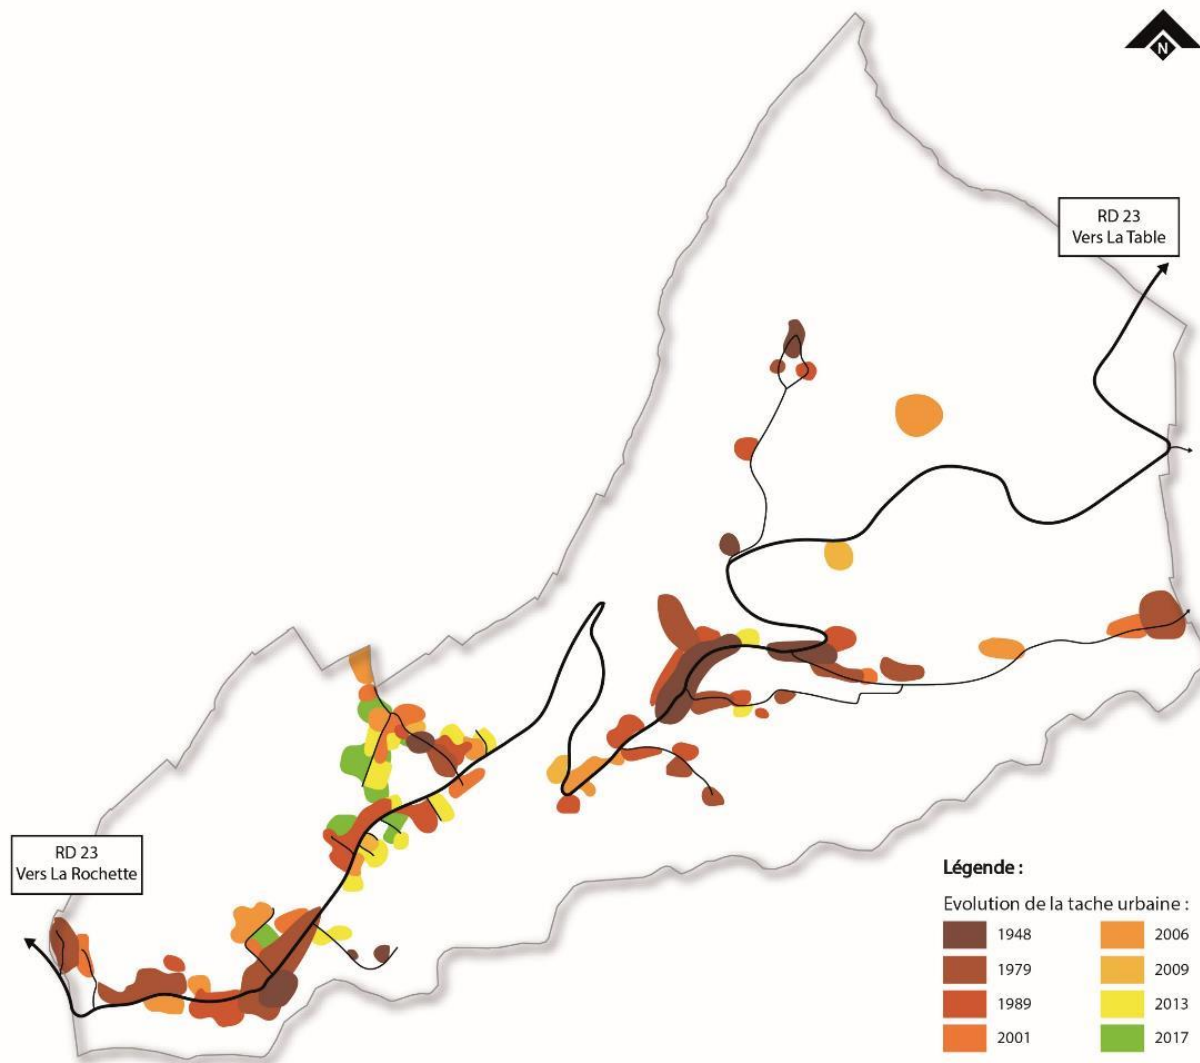 N
RD 23
Vers La Table
RD 23
Vers La Rochette
Légende :
Evolution de la tache urbaine :
1948
1979
1989
2001
2006
2009
2013
2017